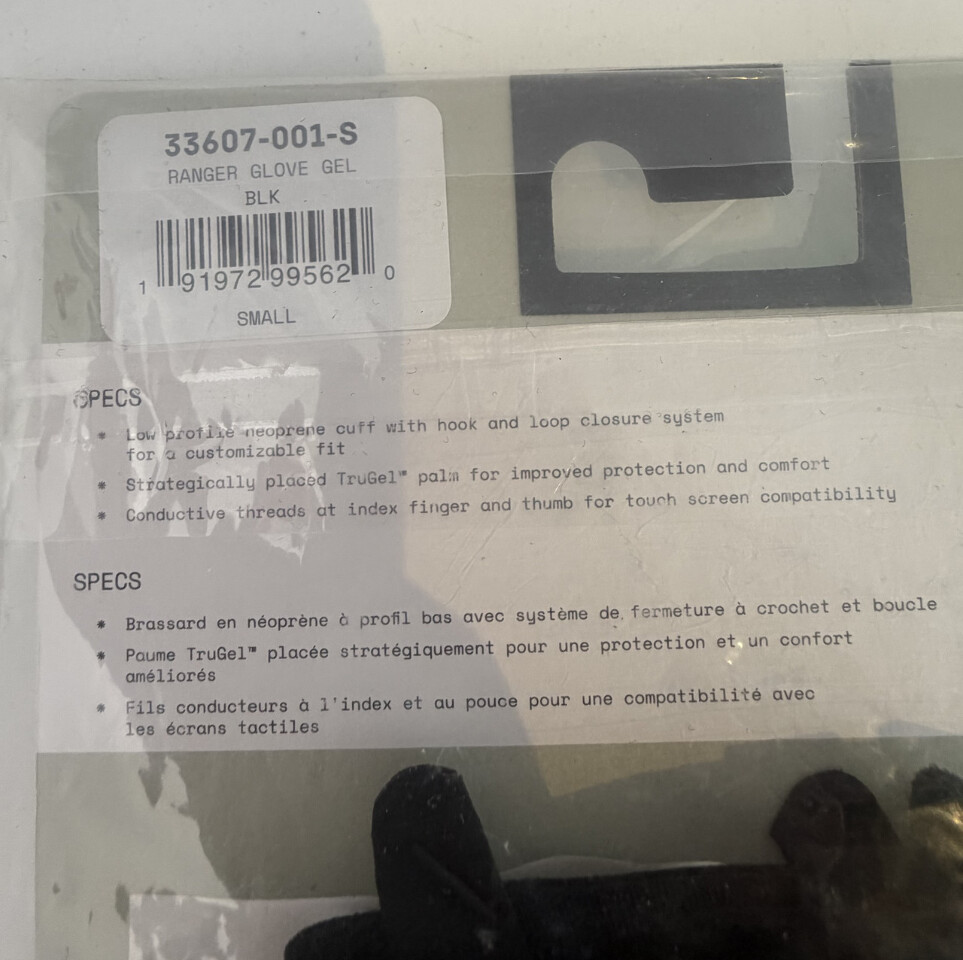 33607-001-S
RANGER GLOVE GEL
BLK
1 91972 99562 0
SMALL
SPECS
* Low profile neoprene cuff with hook and loop closure system
for a customizable fit
* Strategically placed TruGel™ palm for improved protection and comfort
* Conductive threads at index finger and thumb for touch screen compatibility
SPECS
* Brassard en néoprène à profil bas avec système de fermeture à crochet et boucle
* Paume TruGel™ placée stratégiquement pour une protection et un confort
améliorés
* Fils conducteurs à l'index et au pouce pour une compatibilité avec
les écrans tactiles